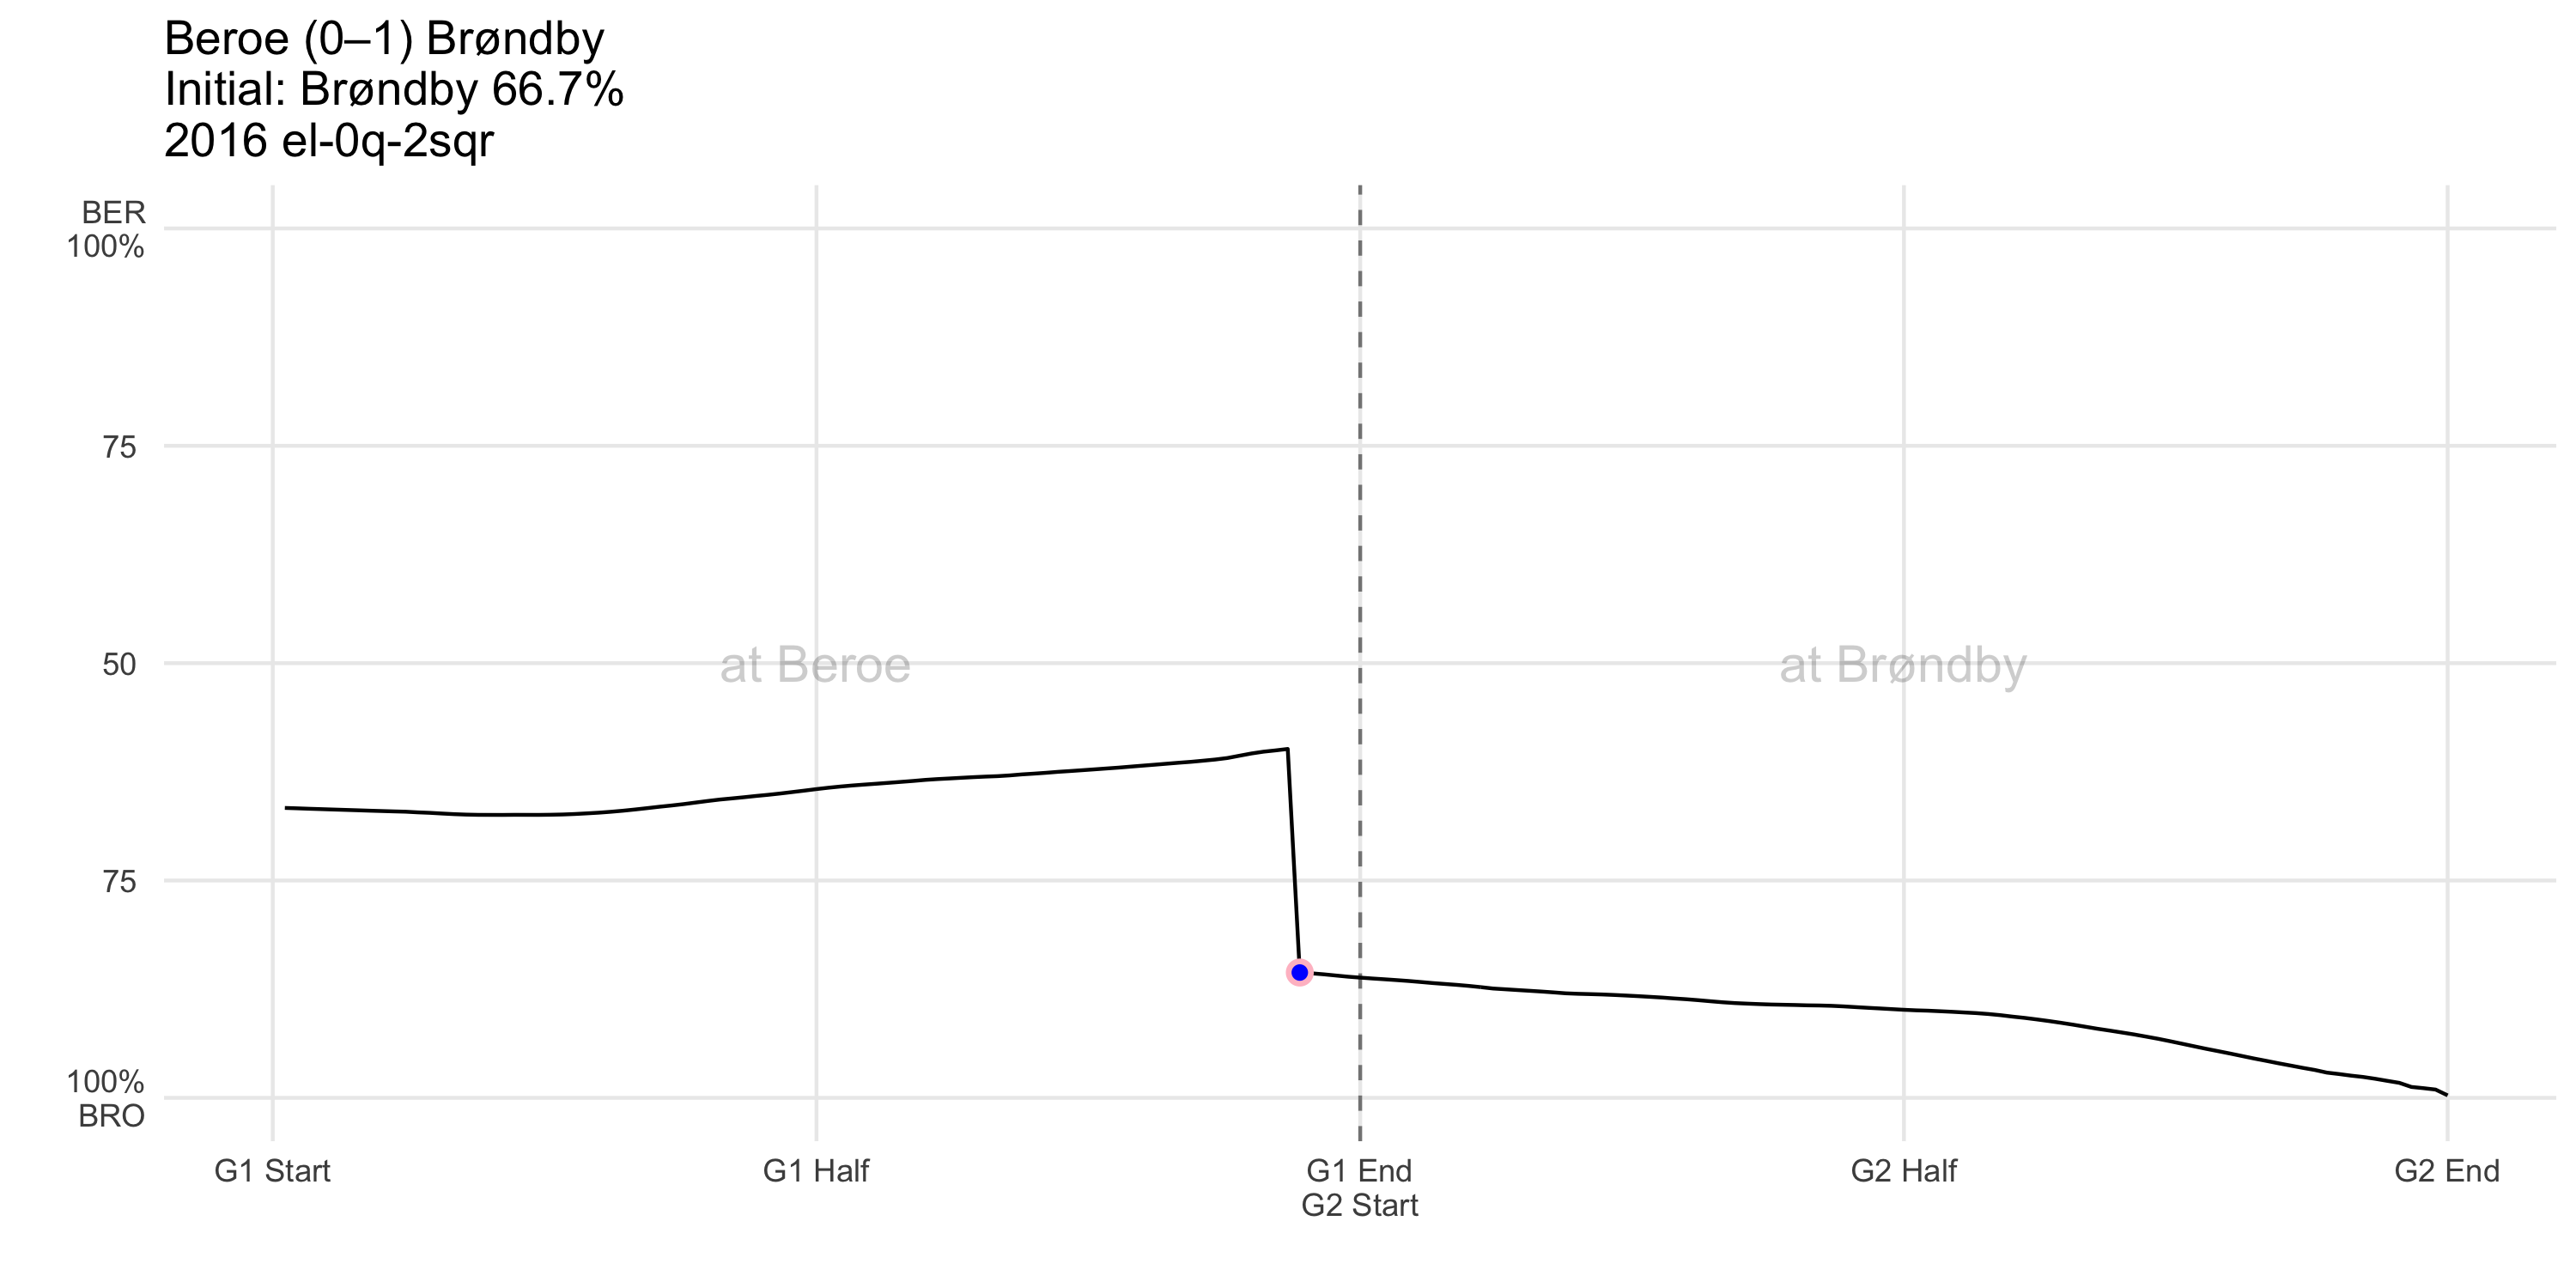 Beroe (0–1) Brøndby
Initial: Brøndby 66.7%
2016 el-0q-2sqr
BER
100%
75
50
75
100%
BRO
at Beroe
at Brøndby
G1 Start
G1 Half
G1 End
G2 Start
G2 Half
G2 End